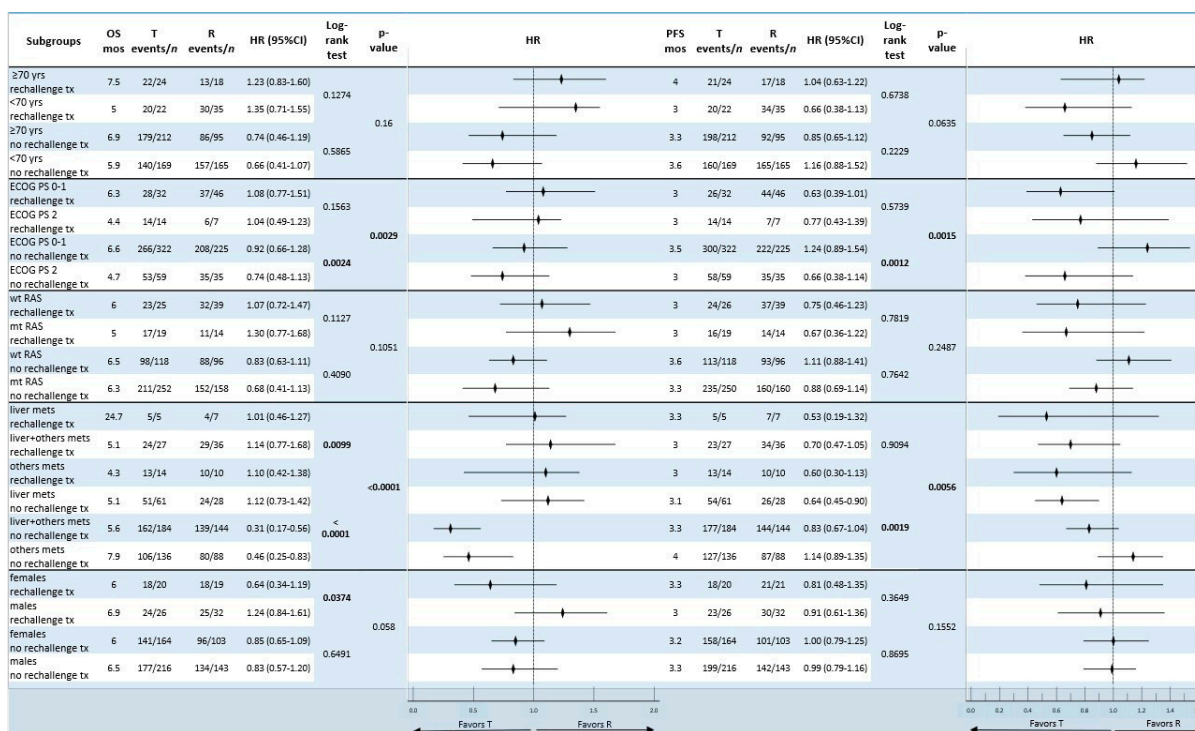 Subgroups OS mos T events/n R events/n HR (95%CI) Log-rank test p-value HR PFS mos T events/n R events/n HR (95%CI) Log-rank test p-value HR
≥70 yrs rechallenge tx 7.5 22/24 13/18 1.23 (0.83-1.60) 4 21/24 17/18 1.04 (0.63-1.22)
0.1274 0.6738
<70 yrs rechallenge tx 5 20/22 30/35 1.35 (0.71-1.55) 3 20/22 34/35 0.66 (0.38-1.13)
0.16 0.0635
≥70 yrs no rechallenge tx 6.9 179/212 86/95 0.74 (0.46-1.19) 3.3 198/212 92/95 0.85 (0.65-1.12)
0.5865 0.2229
<70 yrs no rechallenge tx 5.9 140/169 157/165 0.66 (0.41-1.07) 3.6 160/169 165/165 1.16 (0.88-1.52)
ECOG PS 0-1 rechallenge tx 6.3 28/32 37/46 1.08 (0.77-1.51) 3 26/32 44/46 0.63 (0.39-1.01)
0.1563 0.5739
ECOG PS 2 rechallenge tx 4.4 14/14 6/7 1.04 (0.49-1.23) 3 14/14 7/7 0.77 (0.43-1.39)
0.0029 0.0015
ECOG PS 0-1 no rechallenge tx 6.6 266/322 208/225 0.92 (0.66-1.28) 3.5 300/322 222/225 1.24 (0.89-1.54)
0.0024 0.0012
ECOG PS 2 no rechallenge tx 4.7 53/59 35/35 0.74 (0.48-1.13) 3 58/59 35/35 0.66 (0.38-1.14)
wt RAS rechallenge tx 6 23/25 32/39 1.07 (0.72-1.47) 3 24/26 37/39 0.75 (0.46-1.23)
0.1127 0.7819
mt RAS rechallenge tx 5 17/19 11/14 1.30 (0.77-1.68) 3 16/19 14/14 0.67 (0.36-1.22)
0.1051 0.2487
wt RAS no rechallenge tx 6.5 98/118 88/96 0.83 (0.63-1.11) 3.6 113/118 93/96 1.11 (0.88-1.41)
0.4090 0.7642
mt RAS no rechallenge tx 6.3 211/252 152/158 0.68 (0.41-1.13) 3.3 235/250 160/160 0.88 (0.69-1.14)
liver mets rechallenge tx 24.7 5/5 4/7 1.01 (0.46-1.27) 3.3 5/5 7/7 0.53 (0.19-1.32)
liver+others mets rechallenge tx 5.1 24/27 29/36 0.0099 1.14 (0.77-1.68) 3 23/27 34/36 0.70 (0.47-1.05) 0.9094
others mets rechallenge tx 4.3 13/14 10/10 1.10 (0.42-1.38) 3 13/14 10/10 0.60 (0.30-1.13)
<0.0001 0.0056
liver mets no rechallenge tx 5.1 51/61 24/28 1.12 (0.73-1.42) 3.1 54/61 26/28 0.64 (0.45-0.90)
liver+others mets no rechallenge tx 5.6 162/184 139/144 0.31 (0.17-0.56) < 0.0001 3.3 177/184 144/144 0.83 (0.67-1.04) 0.0019
others mets no rechallenge tx 7.9 106/136 80/88 0.46 (0.25-0.83) 4 127/136 87/88 1.14 (0.89-1.35)
females rechallenge tx 6 18/20 18/19 0.64 (0.34-1.19) 3.3 18/20 21/21 0.81 (0.48-1.35)
0.0374 0.3649
males rechallenge tx 6.9 24/26 25/32 1.24 (0.84-1.61) 3 23/26 30/32 0.91 (0.61-1.36)
0.058 0.1552
females no rechallenge tx 6 141/164 96/103 0.85 (0.65-1.09) 3.2 158/164 101/103 1.00 (0.79-1.25)
0.6491 0.8695
males no rechallenge tx 6.5 177/216 134/143 0.83 (0.57-1.20) 3.3 199/216 142/143 0.99 (0.79-1.16)
0.0 0.5 1.0 1.5 2.0 0.0 0.2 0.4 0.6 0.8 1.0 1.2 1.4
Favors T Favors R Favors T Favors R